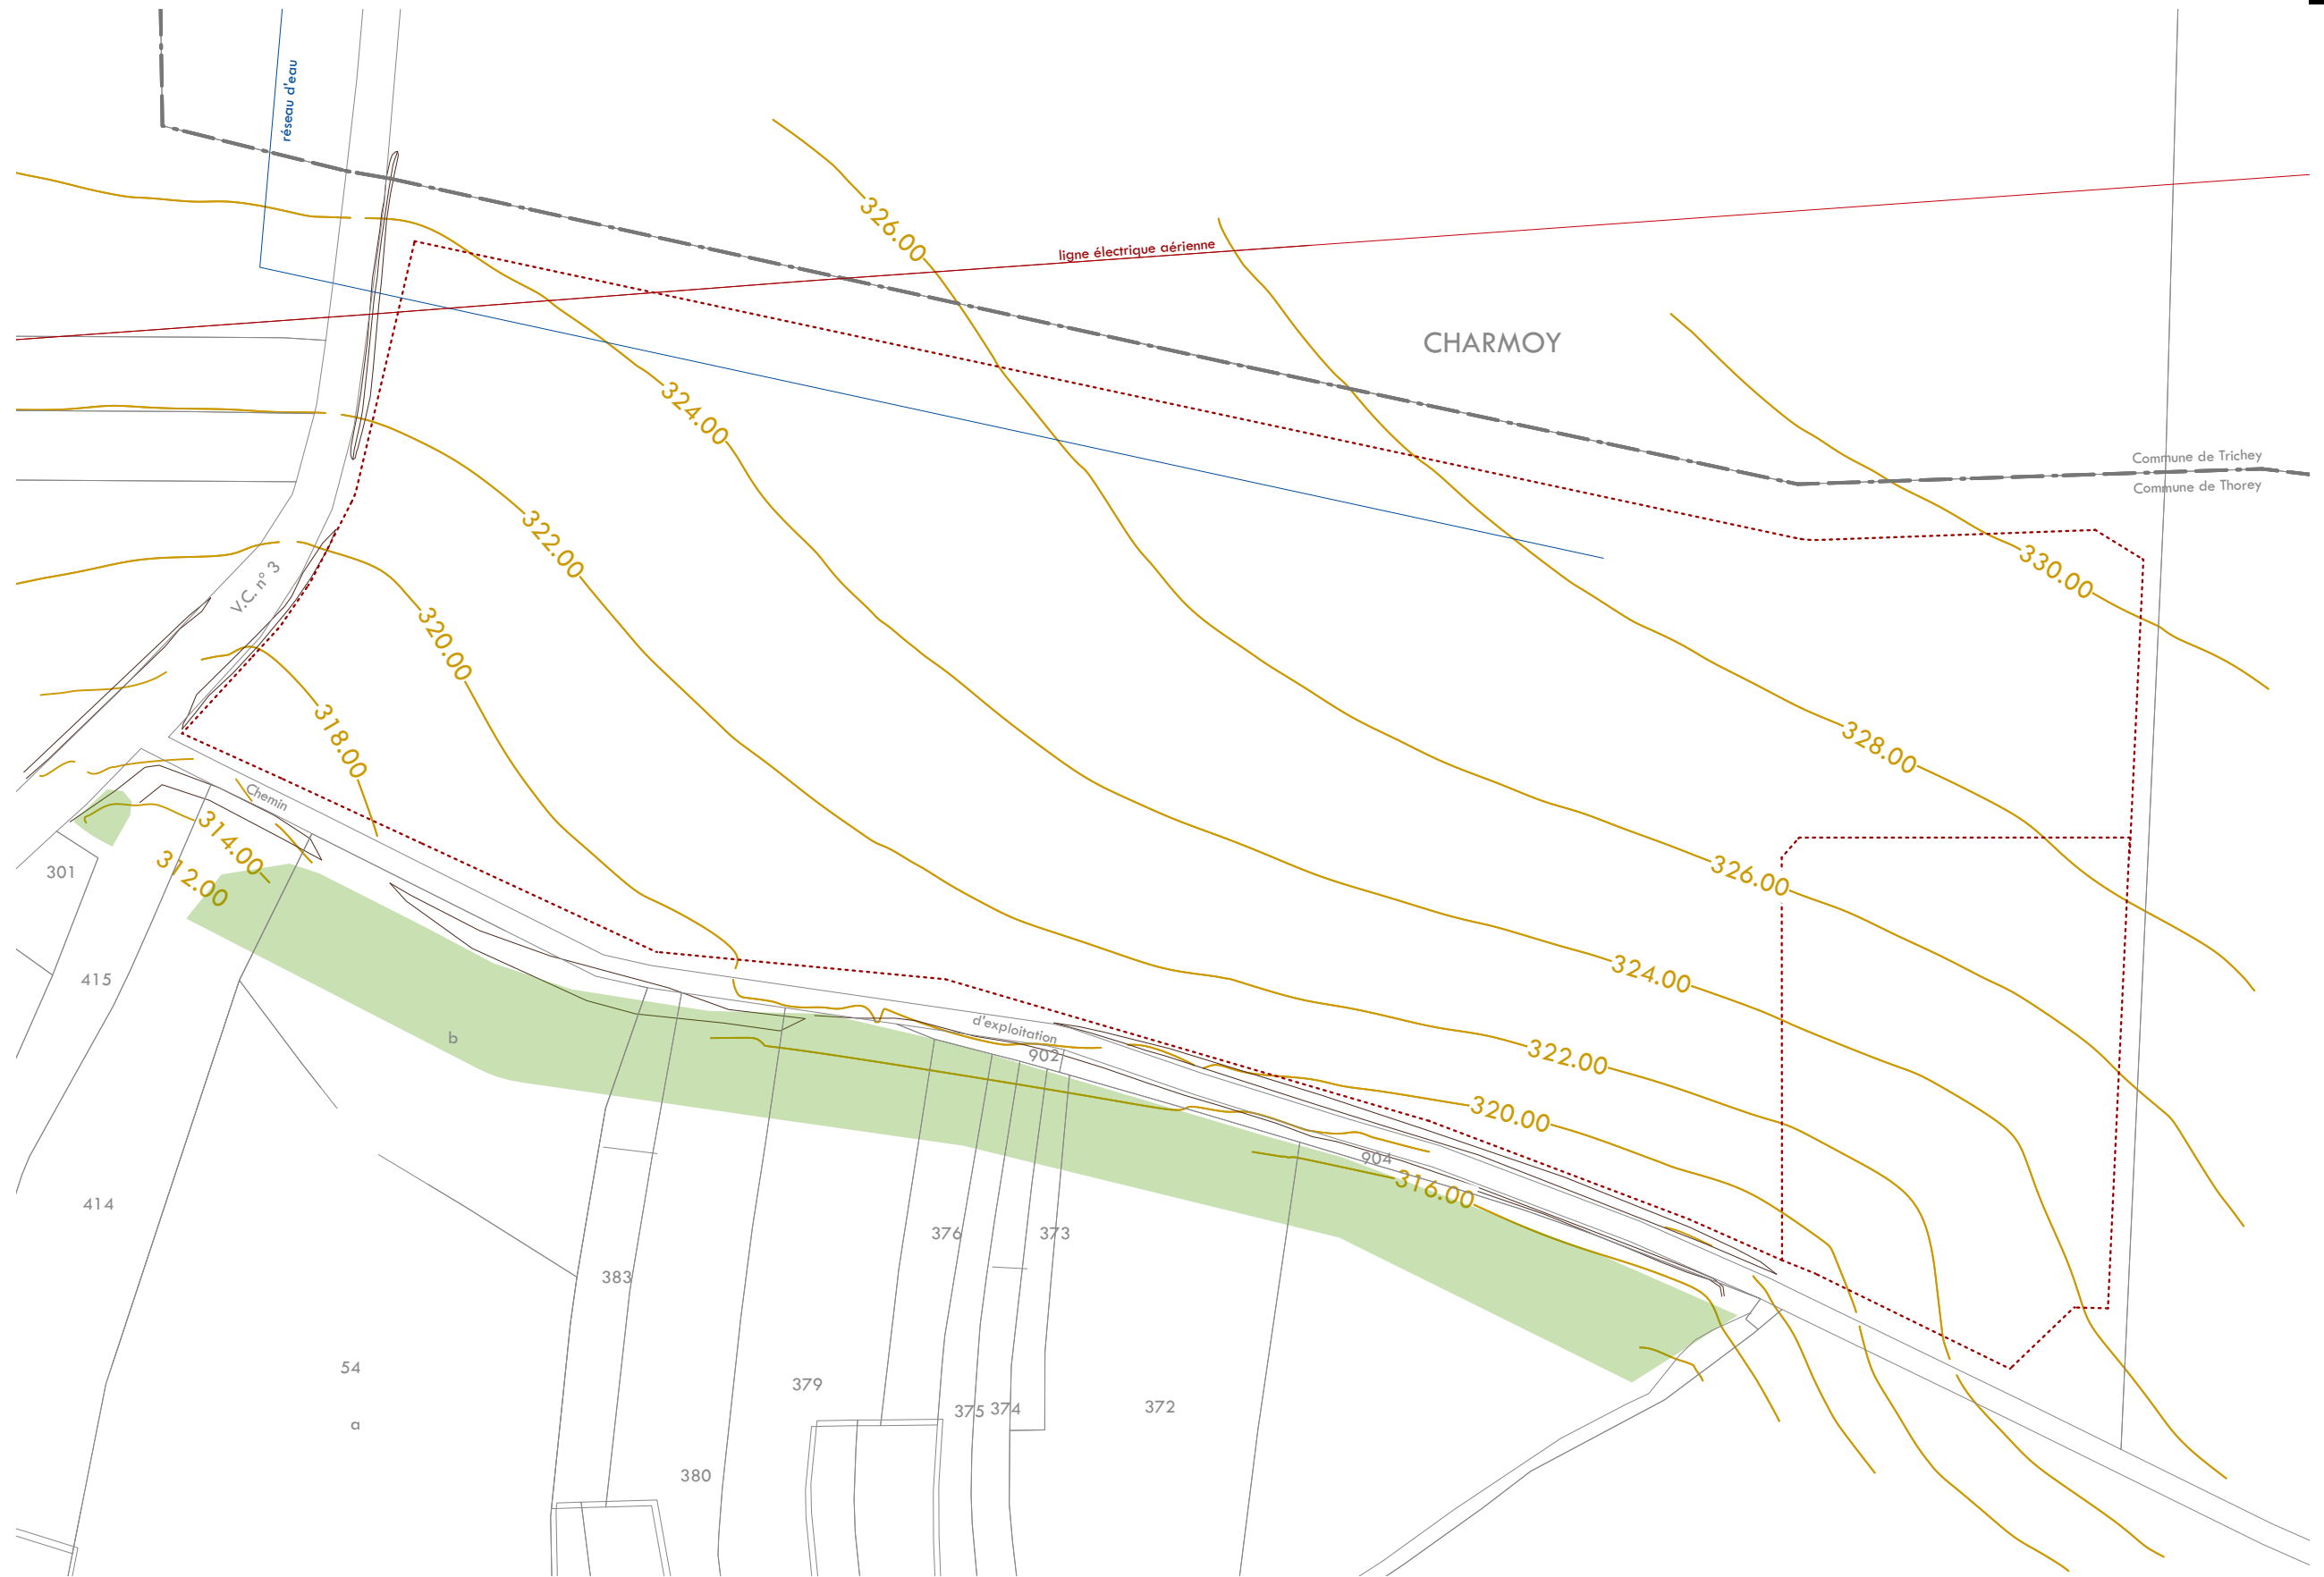 réseau d'eau
326.00
ligne électrique aérienne
CHARMOY
324.00
Commune de Trichey
Commune de Thorey
322.00
330.00
V.C. n° 3
320.00
318.00
328.00
Chemin
314.00
312.00
301
326.00
415
324.00
b
d'exploitation
902
322.00
320.00
904
316.00
414
376
373
383
54
379
375
374
372
a
380